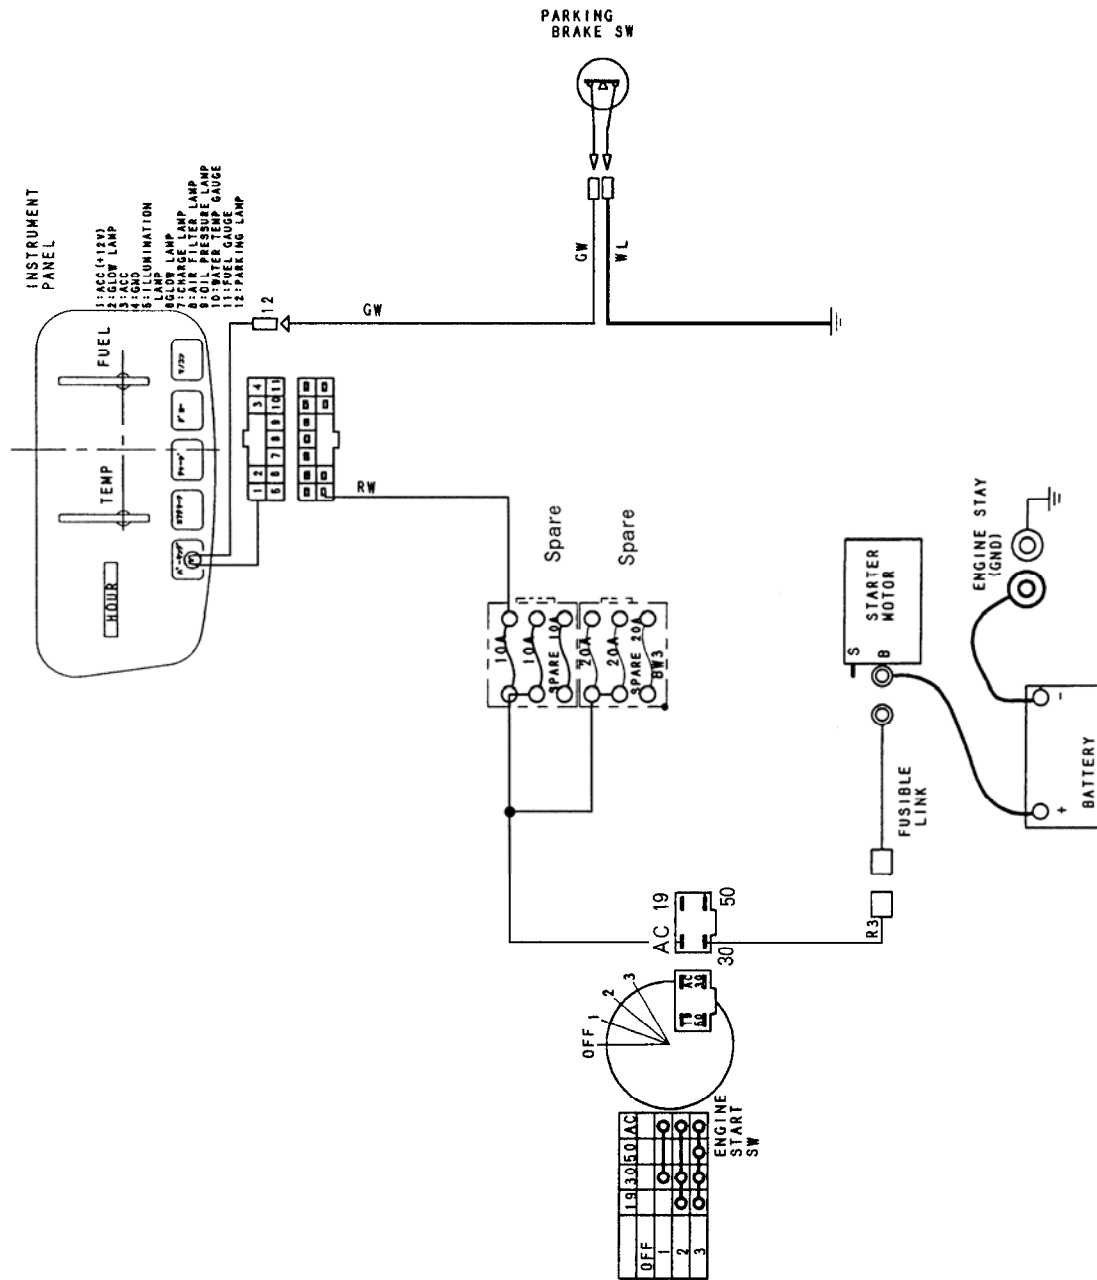 PARKING
BRAKE SW
INSTRUMENT
PANEL
1:ACC(+12V)
2:GLOW LAMP
3:ACC
4:GND
5:ILLUMINATION
LAMP
6GLOW LAMP
7:CHARGE LAMP
8:AIR FILTER LAMP
9:OIL PRESSURE LAMP
10:WATER TEMP GAUGE
11:FUEL GAUGE
12:PARKING LAMP
FUEL
TEMP
HOUR
12
GW
GW
WL
1 2 3 4
5 6 7 8 9 10 11
RW
Spare
Spare
10A
10A
SPARE 10A
20A
20A
SPARE 20A
BW3
STARTER
MOTOR
S
B
ENGINE STAY
(GND)
FUSIBLE
LINK
BATTERY
+
-
R3
AC 19
30 50
OFF 1 2 3
AC
30
50
ENGINE
START
SW
19 30 50 AC
OFF
1
2
3